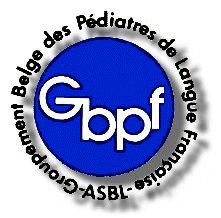 Groupement Belge des Pédiatres de Langue Française
-ASBL-
Gbpf